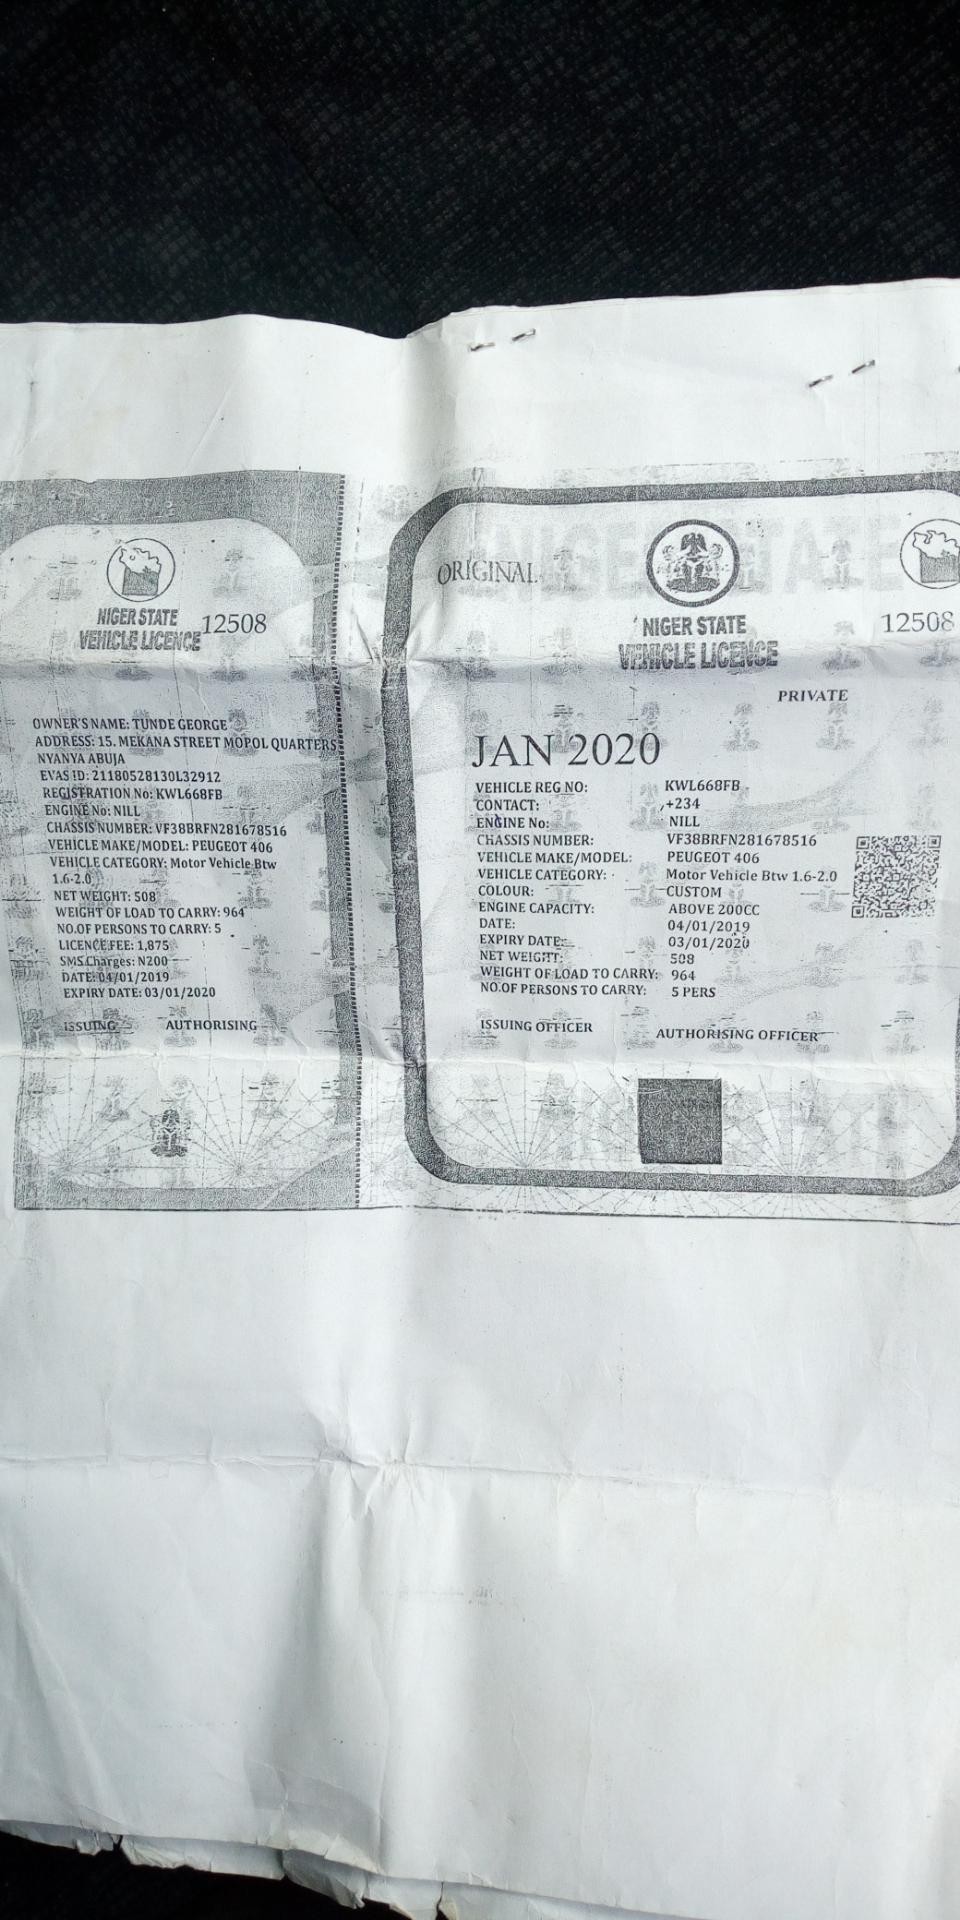 NIGER STATE
VEHICLE LICENCE
12508
OWNER'S NAME: TUNDE GEORGE
ADDRESS: 15. MEKANA STREET MOPOL QUARTERS
NYANYA ABUJA
EVAS ID: 21180528130L32912
REGISTRATION No: KWL668FB
ENGINE No: NILL
CHASSIS NUMBER: VF38BRFN281678516
VEHICLE MAKE/MODEL: PEUGEOT 406
VEHICLE CATEGORY: Motor Vehicle Btw
1.6-2.0
NET WEIGHT: 508
WEIGHT OF LOAD TO CARRY: 964
NO.OF PERSONS TO CARRY: 5
LICENCE FEE: 1,875
SMS Charges: N200
DATE: 04/01/2019
EXPIRY DATE: 03/01/2020
ISSUING AUTHORISING
NIGER STATE
ORIGINAL
NIGER STATE
VEHICLE LICENCE
12508
PRIVATE
JAN 2020
VEHICLE REG NO: KWL668FB
CONTACT: +234
ENGINE No: NILL
CHASSIS NUMBER: VF38BRFN281678516
VEHICLE MAKE/MODEL: PEUGEOT 406
VEHICLE CATEGORY: Motor Vehicle Btw 1.6-2.0
COLOUR: CUSTOM
ENGINE CAPACITY: ABOVE 200CC
DATE: 04/01/2019
EXPIRY DATE: 03/01/2020
NET WEIGHT: 508
WEIGHT OF LOAD TO CARRY: 964
NO.OF PERSONS TO CARRY: 5 PERS
ISSUING OFFICER
AUTHORISING OFFICER